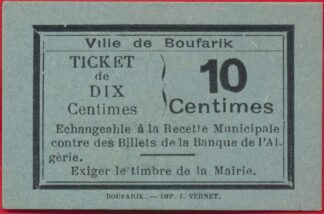 Ville de Boufarik
TICKET
de
DIX
Centimes
10
Centimes
Echangeable à la Recette Municipale
contre des Billets de la Banque de l'Al-
gérie.
Exiger le timbre de la Mairie.
BOUFARIK. — IMP. J. VERNET.